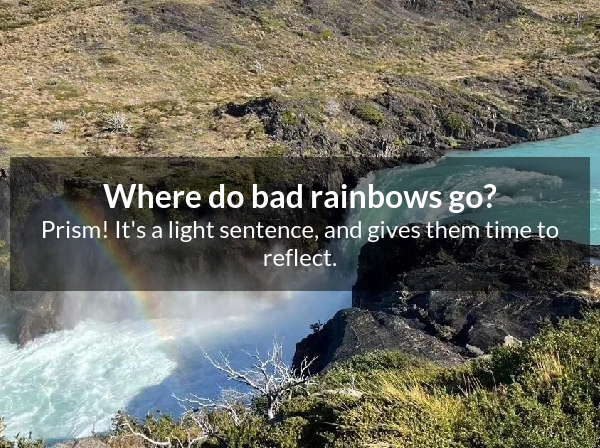 Where do bad rainbows go?
Prism! It's a light sentence, and gives them time to
reflect.